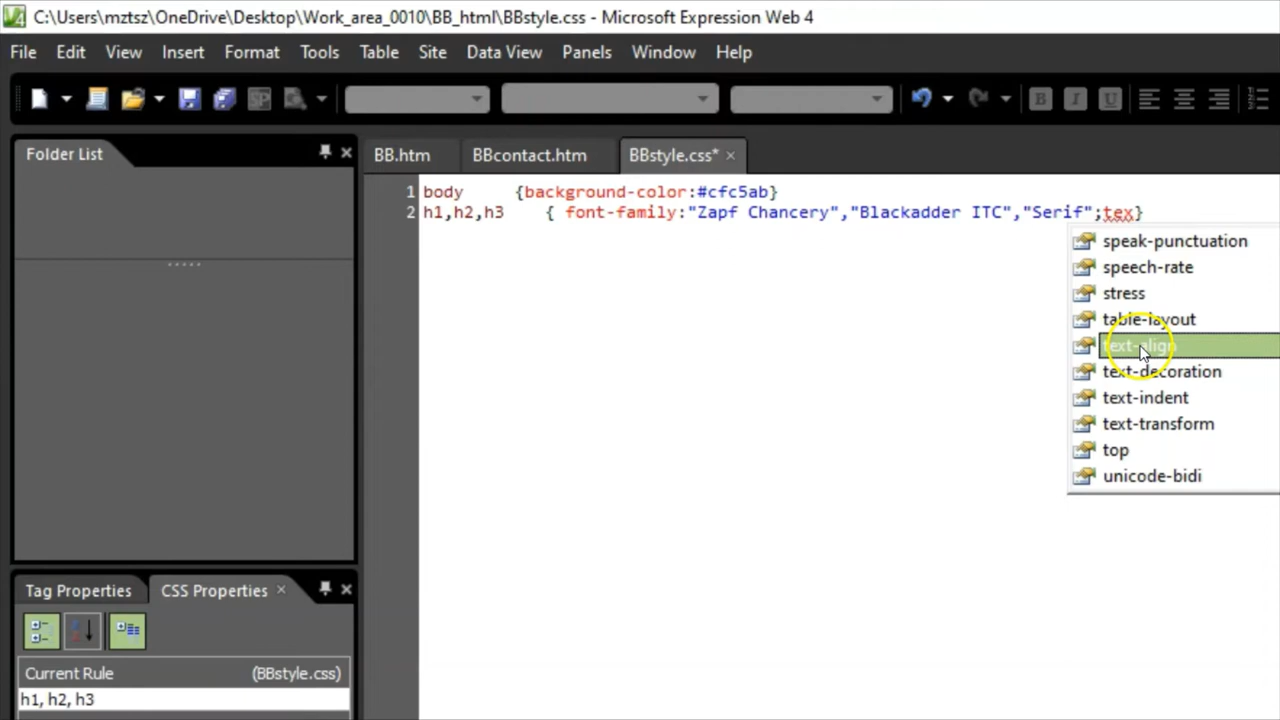 C:\Users\mztsz\OneDrive\Desktop\Work_area_0010\BB_html\BBstyle.css - Microsoft Expression Web 4
File Edit View Insert Format Tools Table Site Data View Panels Window Help
SP B I U
Folder List
BB.htm BBcontact.htm BBstyle.css*
1 body {background-color:#cfc5ab}
2 h1,h2,h3 { font-family:"Zapf Chancery","Blackadder ITC","Serif";tex}
speak-punctuation
speech-rate
stress
table-layout
text-align
text-decoration
text-indent
text-transform
top
unicode-bidi
Tag Properties CSS Properties
Current Rule (BBstyle.css)
h1, h2, h3